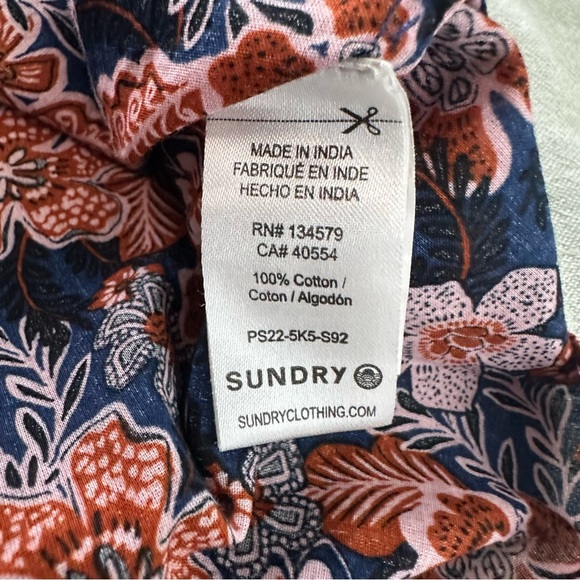 MADE IN INDIA
FABRIQUÉ EN INDE
HECHO EN INDIA
RN# 134579
CA# 40554
100% Cotton /
Coton / Algodón
PS22-5K5-S92
SUNDRY
SUNDRYCLOTHING.COM